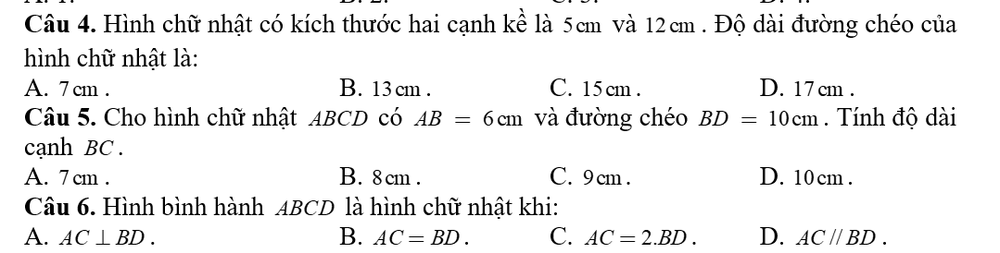 Câu 4. Hình chữ nhật có kích thước hai cạnh kề là 5cm và 12cm . Độ dài đường chéo của
hình chữ nhật là:
A. 7cm . B. 13cm . C. 15cm . D. 17cm .
Câu 5. Cho hình chữ nhật ABCD có AB = 6cm và đường chéo BD = 10cm . Tính độ dài
cạnh BC .
A. 7cm . B. 8cm . C. 9cm . D. 10cm .
Câu 6. Hình bình hành ABCD là hình chữ nhật khi:
A. AC ⊥ BD . B. AC = BD . C. AC = 2.BD . D. AC // BD .